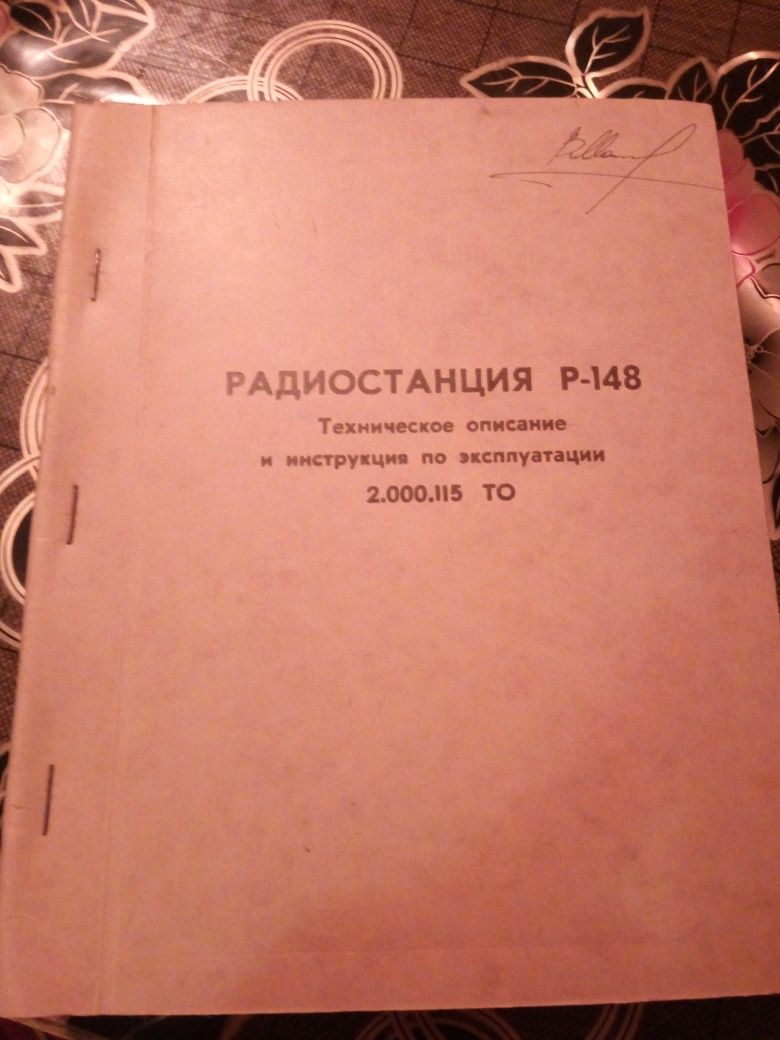 РАДИОСТАНЦИЯ Р-148
Техническое описание
и инструкция по эксплуатации
2.000.115 ТО